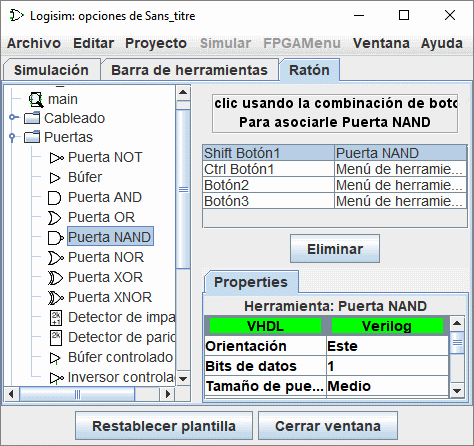 Logisim: opciones de Sans_titre
Archivo Editar Proyecto Simular FPGAMenu Ventana Ayuda
Simulación Barra de herramientas Ratón
main
Cableado
Puertas
Puerta NOT
Búfer
Puerta AND
Puerta OR
Puerta NAND
Puerta NOR
Puerta XOR
Puerta XNOR
Detector de impa
Detector de parid
Búfer controlado
Inversor controla
clic usando la combinación de boto
Para asociarle Puerta NAND
Shift Botón1 Puerta NAND
Ctrl Botón1 Menú de herramie...
Botón2 Menú de herramie...
Botón3 Menú de herramie...
Eliminar
Properties
Herramienta: Puerta NAND
VHDL Verilog
Orientación Este
Bits de datos 1
Tamaño de pue... Medio
Restablecer plantilla Cerrar ventana